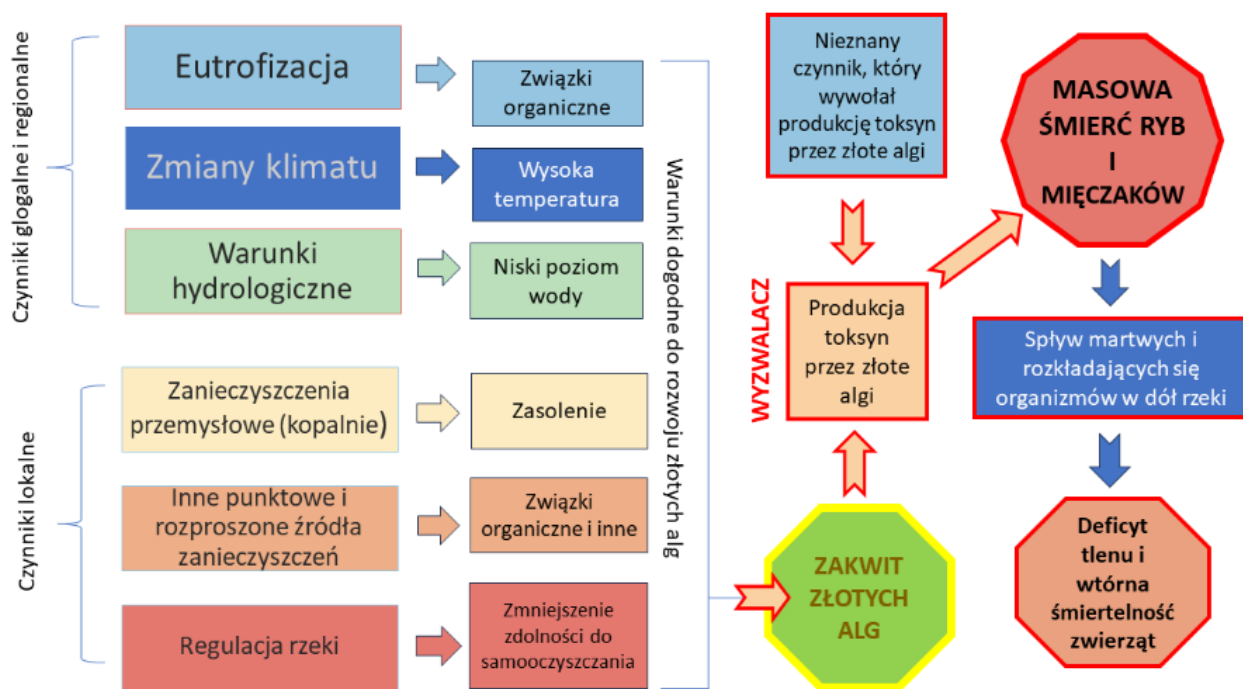 Czynniki glogalne i regionalne
Eutrofizacja
Związki
organiczne
Zmiany klimatu
Wysoka
temperatura
Warunki
hydrologiczne
Niski poziom
wody
Czynniki lokalne
Zanieczyszczenia
przemysłowe (kopalnie)
Zasolenie
Inne punktowe i
rozproszone źródła
zanieczyszczeń
Związki
organiczne i inne
Regulacja rzeki
Zmniejszenie
zdolności do
samooczyszczania
Warunki dogodne do rozwoju złotych alg
Nieznany
czynnik, który
wywołał
produkcję toksyn
przez złote algi
WYZWALACZ
Produkcja
toksyn
przez złote
algi
ZAKWIT
ZŁOTYCH
ALG
MASOWA
ŚMIERĆ RYB
I
MIĘCZAKÓW
Spływ martwych i
rozkładających się
organizmów w dół rzeki
Deficyt
tlenu i
wtórna
śmiertelność
zwierząt